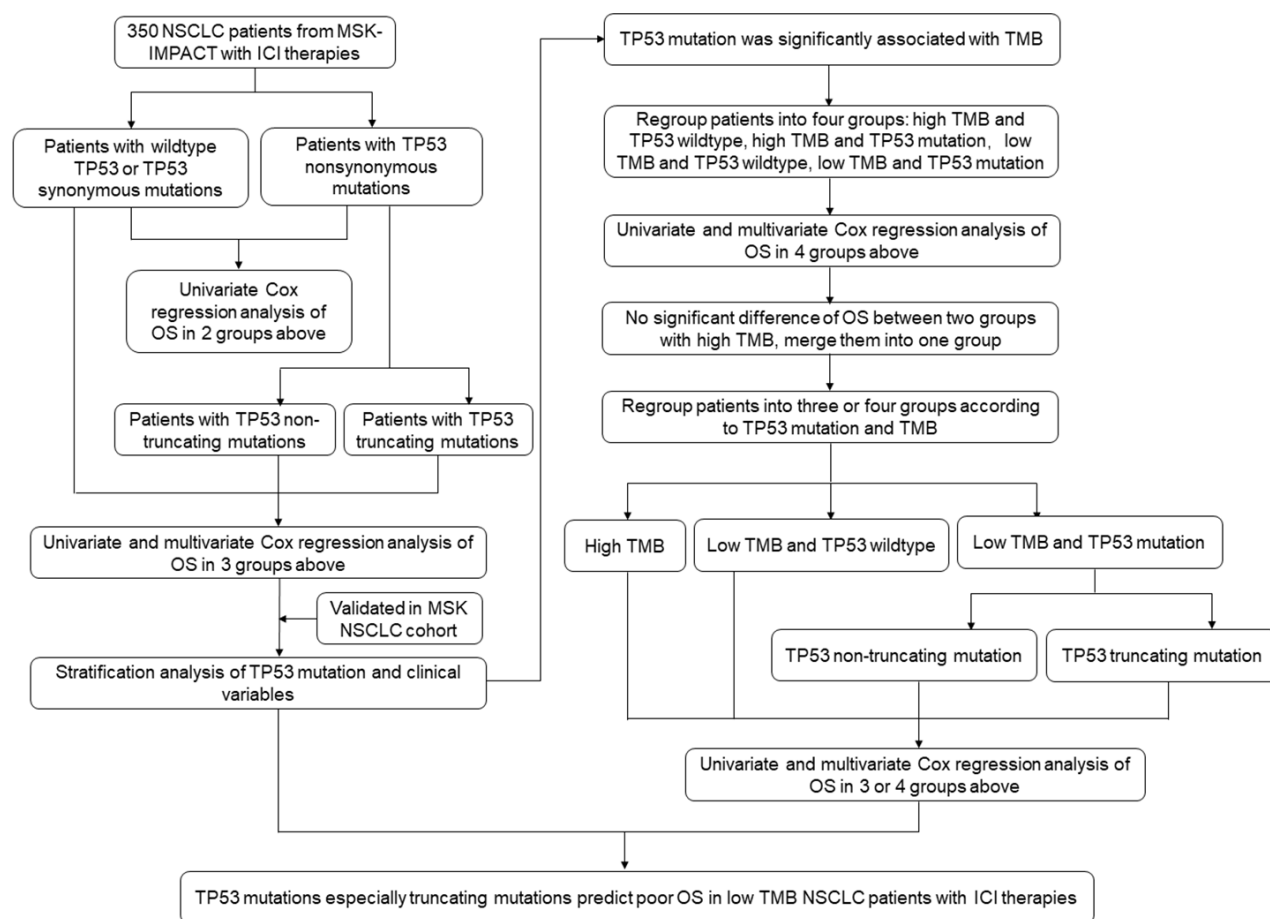 350 NSCLC patients from MSK-
IMPACT with ICI therapies
Patients with wildtype
TP53 or TP53
synonymous mutations
Patients with TP53
nonsynonymous
mutations
Univariate Cox
regression analysis of
OS in 2 groups above
Patients with TP53 non-
truncating mutations
Patients with TP53
truncating mutations
Univariate and multivariate Cox regression analysis of
OS in 3 groups above
Validated in MSK
NSCLC cohort
Stratification analysis of TP53 mutation and clinical
variables
TP53 mutation was significantly associated with TMB
Regroup patients into four groups: high TMB and
TP53 wildtype, high TMB and TP53 mutation, low
TMB and TP53 wildtype, low TMB and TP53 mutation
Univariate and multivariate Cox regression analysis of
OS in 4 groups above
No significant difference of OS between two groups
with high TMB, merge them into one group
Regroup patients into three or four groups according
to TP53 mutation and TMB
High TMB
Low TMB and TP53 wildtype
Low TMB and TP53 mutation
TP53 non-truncating mutation
TP53 truncating mutation
Univariate and multivariate Cox regression analysis of
OS in 3 or 4 groups above
TP53 mutations especially truncating mutations predict poor OS in low TMB NSCLC patients with ICI therapies